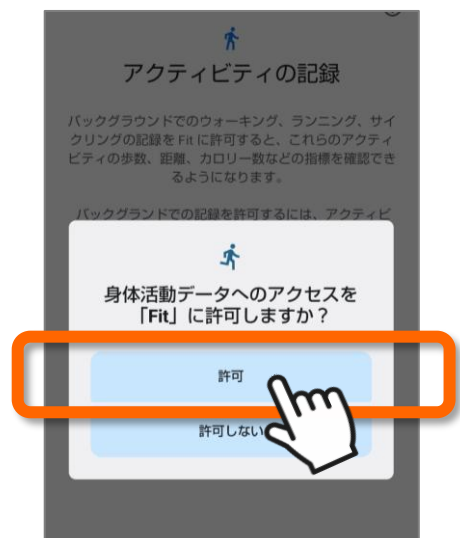 アクティビティの記録
バックグラウンドでのウォーキング、ランニング、サイ
クリングの記録を Fit に許可すると、これらのアクティ
ビティの歩数、距離、カロリー数などの指標を確認でき
るようになります。
バックグランドでの記録を許可するには、アクティビ
身体活動データへのアクセスを
「Fit」に許可しますか？
許可
許可しない